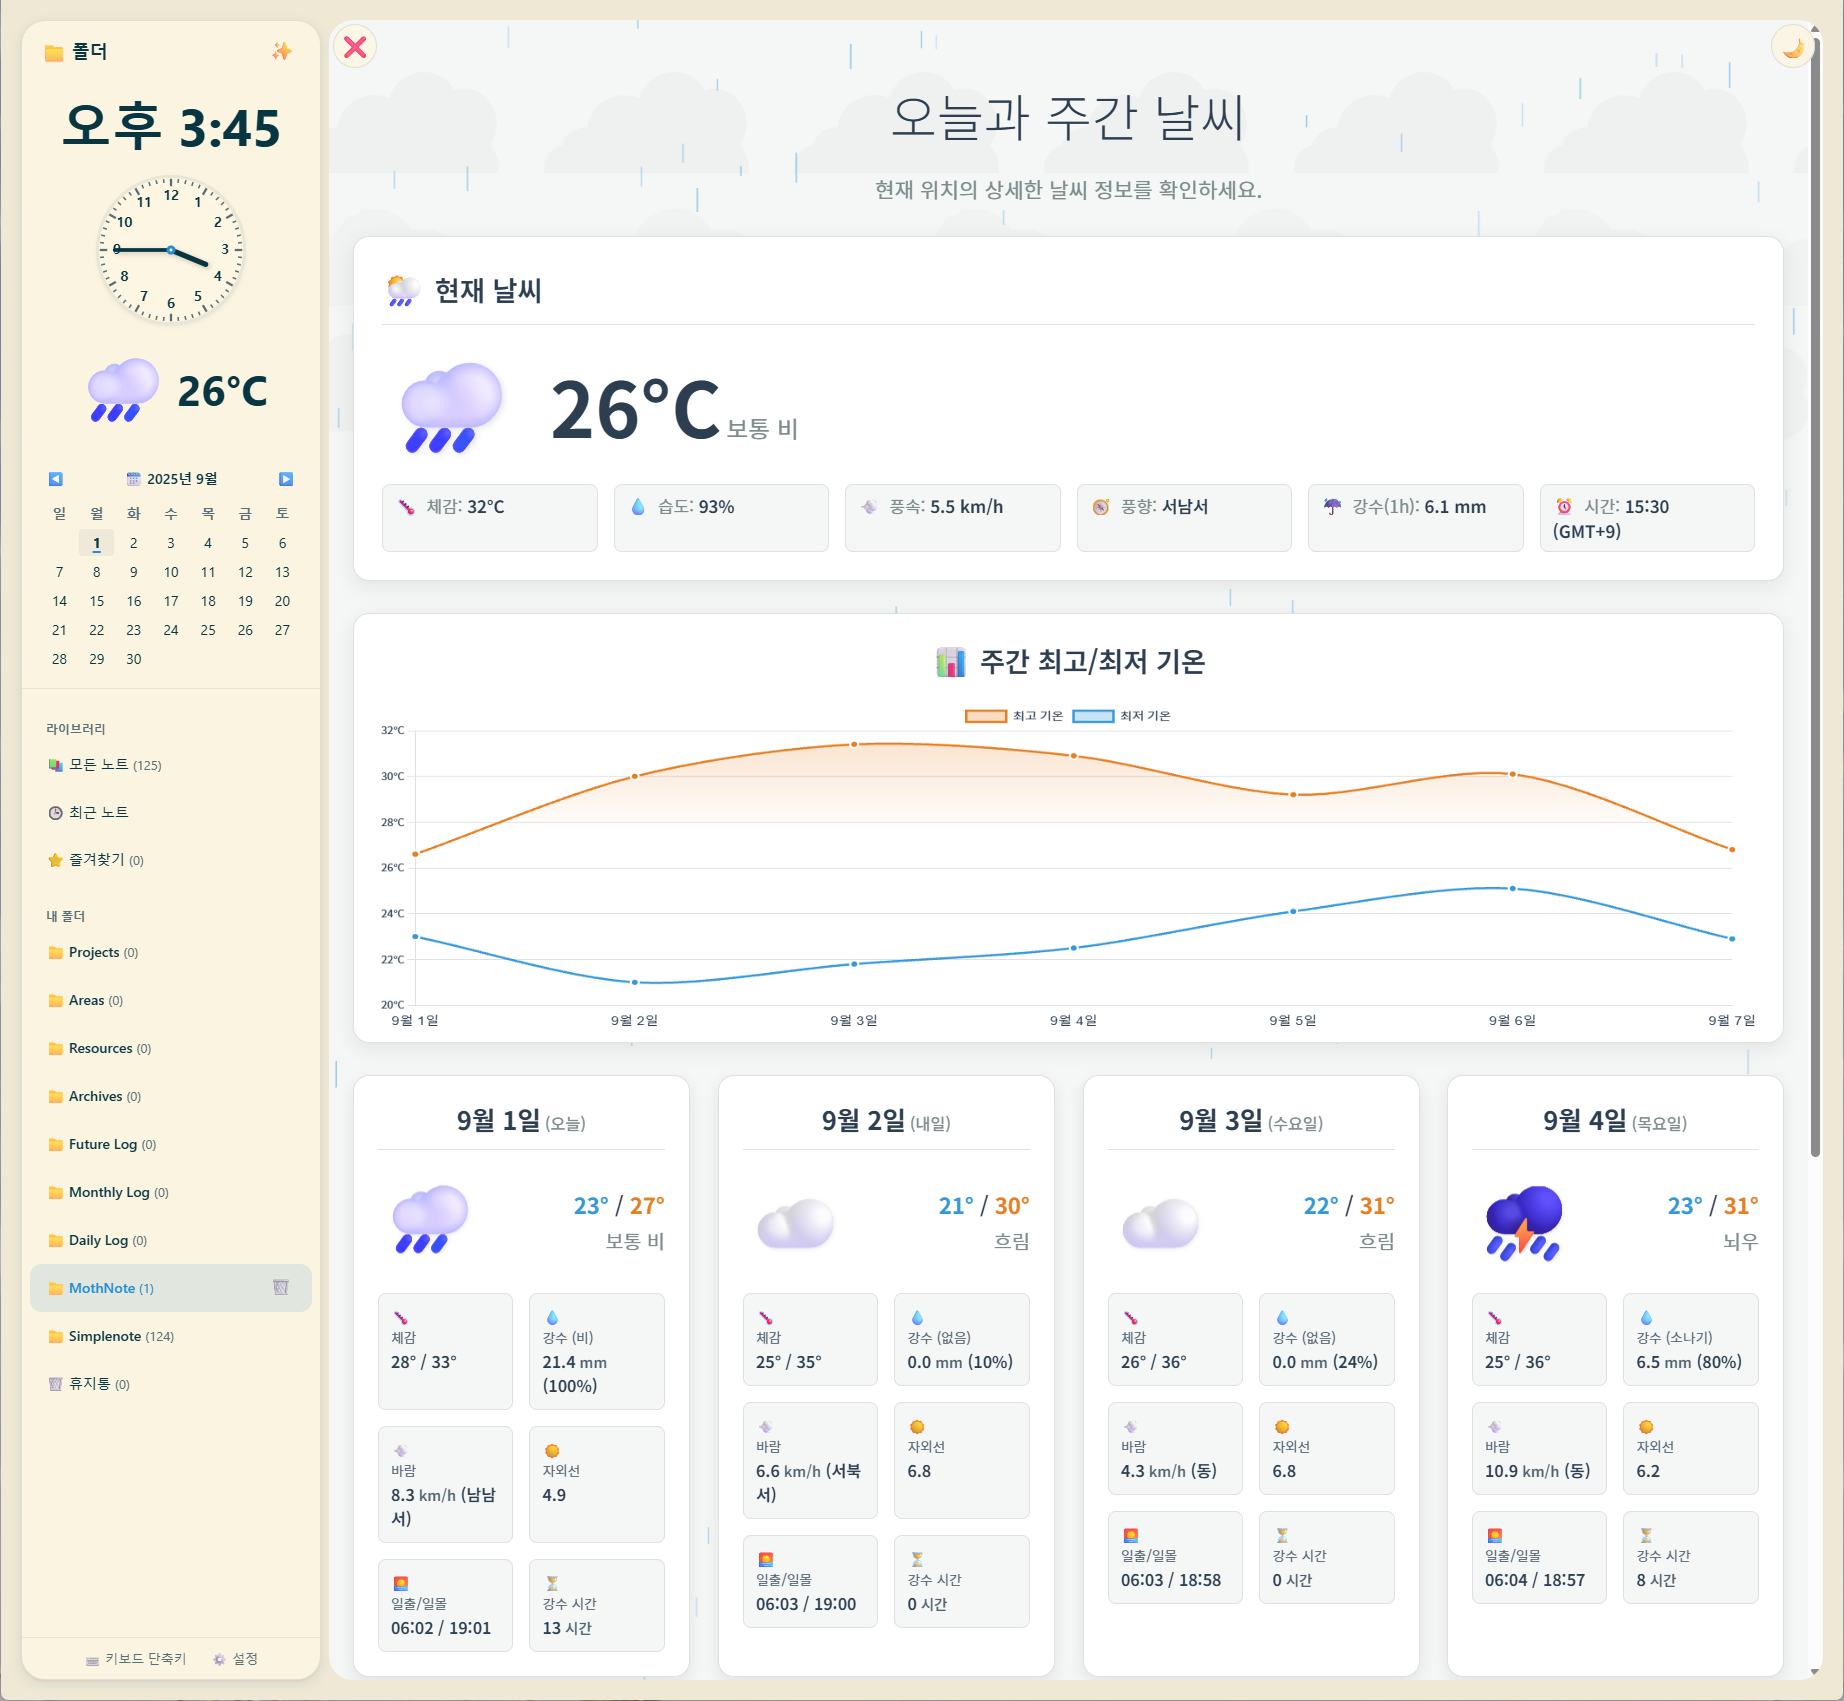 폴더
오후 3:45
12
1
2
3
4
5
6
7
8
9
10
11
26°C
2025년 9월
일 월 화 수 목 금 토
1 2 3 4 5 6
7 8 9 10 11 12 13
14 15 16 17 18 19 20
21 22 23 24 25 26 27
28 29 30
라이브러리
모든 노트 (125)
최근 노트
즐겨찾기 (0)
내 폴더
Projects (0)
Areas (0)
Resources (0)
Archives (0)
Future Log (0)
Monthly Log (0)
Daily Log (0)
MothNote (1)
Simplenote (124)
휴지통 (0)
키보드 단축키 설정
오늘과 주간 날씨
현재 위치의 상세한 날씨 정보를 확인하세요.
현재 날씨
26°C 보통 비
체감: 32°C
습도: 93%
풍속: 5.5 km/h
풍향: 서남서
강수(1h): 6.1 mm
시간: 15:30
(GMT+9)
주간 최고/최저 기온
최고 기온 최저 기온
32°C
30°C
28°C
26°C
24°C
22°C
20°C
9월 1일 9월 2일 9월 3일 9월 4일 9월 5일 9월 6일 9월 7일
9월 1일 (오늘)
23° / 27°
보통 비
체감
28° / 33°
강수 (비)
21.4 mm
(100%)
바람
8.3 km/h (남남
서)
자외선
4.9
일출/일몰
06:02 / 19:01
강수 시간
13 시간
9월 2일 (내일)
21° / 30°
흐림
체감
25° / 35°
강수 (없음)
0.0 mm (10%)
바람
6.6 km/h (서북
서)
자외선
6.8
일출/일몰
06:03 / 19:00
강수 시간
0 시간
9월 3일 (수요일)
22° / 31°
흐림
체감
26° / 36°
강수 (없음)
0.0 mm (24%)
바람
4.3 km/h (동)
자외선
6.8
일출/일몰
06:03 / 18:58
강수 시간
0 시간
9월 4일 (목요일)
23° / 31°
뇌우
체감
25° / 36°
강수 (소나기)
6.5 mm (80%)
바람
10.9 km/h (동)
자외선
6.2
일출/일몰
06:04 / 18:57
강수 시간
8 시간